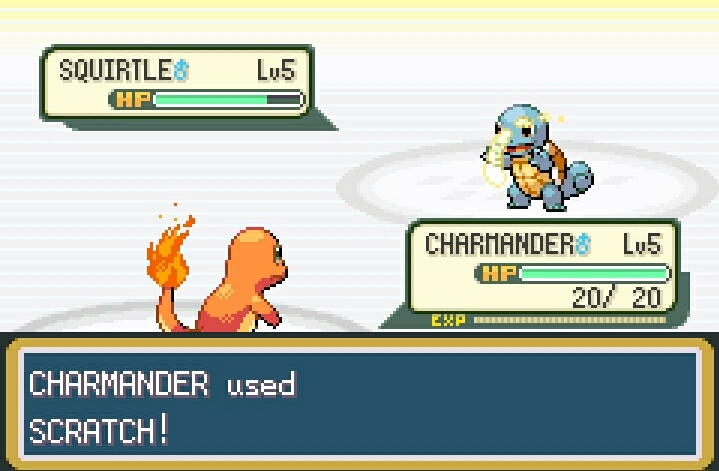 SQUIRTLE♂ Lv5
HP
CHARMANDER♂ Lv5
HP
20/ 20
EXP
CHARMANDER used
SCRATCH!